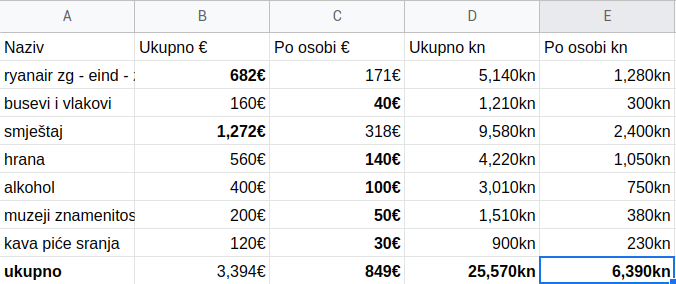 A B C D E
Naziv Ukupno € Po osobi € Ukupno kn Po osobi kn
ryanair zg - eind - 682€ 171€ 5,140kn 1,280kn
busevi i vlakovi 160€ 40€ 1,210kn 300kn
smještaj 1,272€ 318€ 9,580kn 2,400kn
hrana 560€ 140€ 4,220kn 1,050kn
alkohol 400€ 100€ 3,010kn 750kn
muzeji znamenitos 200€ 50€ 1,510kn 380kn
kava piće sranja 120€ 30€ 900kn 230kn
ukupno 3,394€ 849€ 25,570kn 6,390kn